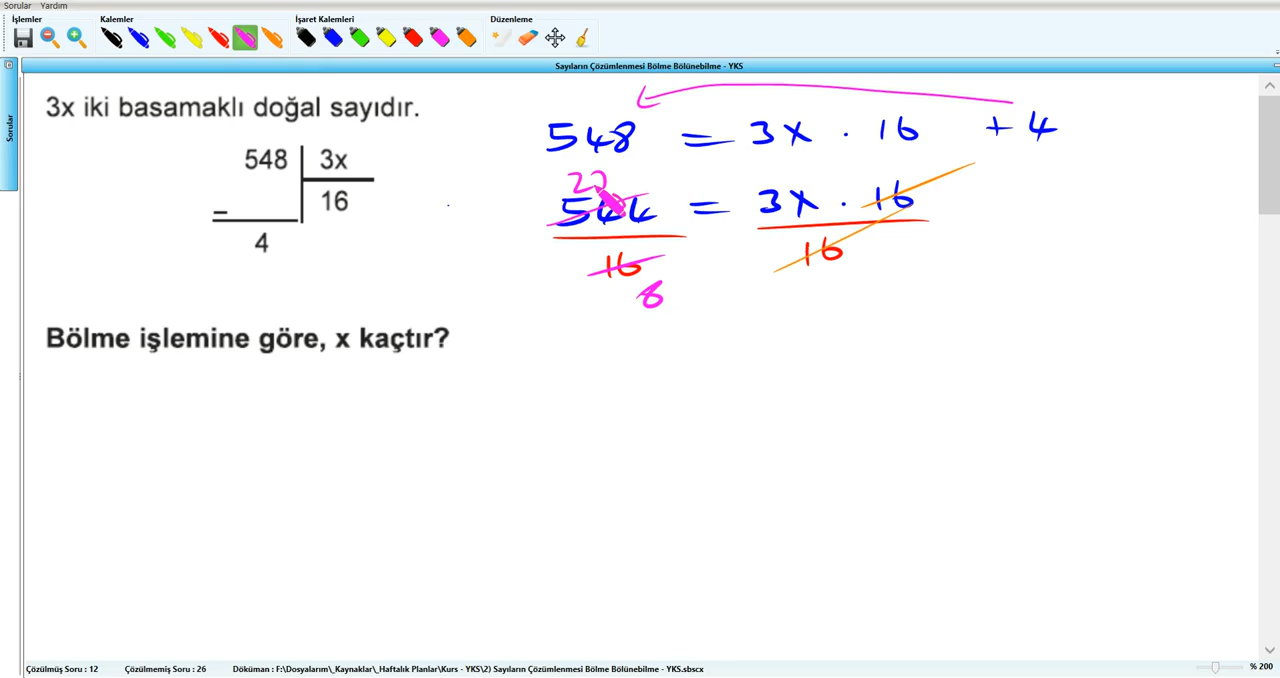 Sorular Yardım
İşlemler Kalemler İşaret Kalemleri Düzenleme
Sayıların Çözümlenmesi Bölme Bölünebilme - YKS
Sorular
3x iki basamaklı doğal sayıdır.
548 3x
16
4
Bölme işlemine göre, x kaçtır?
548 = 3x . 16 + 4
27
544 = 3x . 16
16 16
8
Çözülmüş Soru : 12 Çözülmemiş Soru : 26 Döküman : F:\Dosyalarım\_Kaynaklar\_Haftalık Planlar\Kurs - YKS\2) Sayıların Çözümlenmesi Bölme Bölünebilme - YKS.sbscx % 200